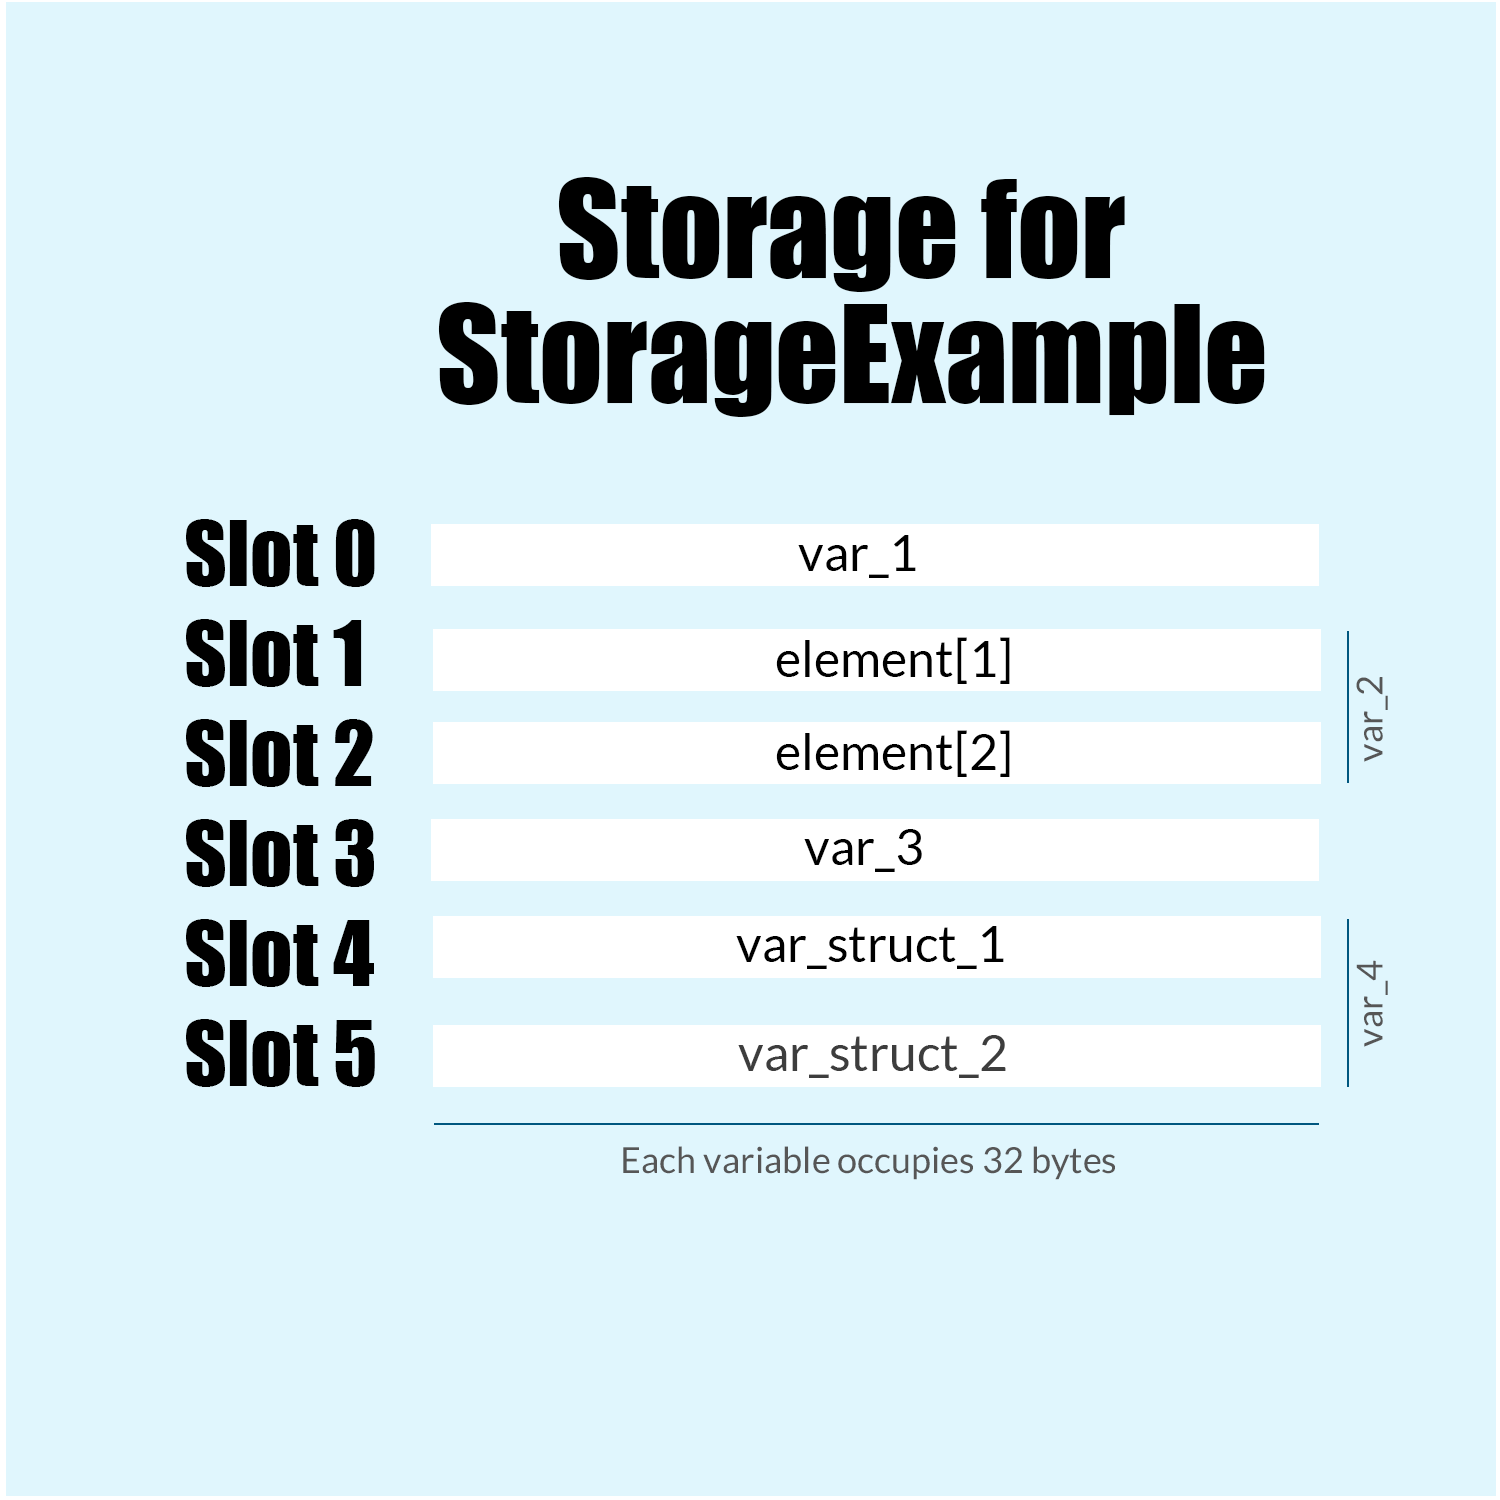 Storage for
StorageExample
Slot 0
var_1
Slot 1
element[1]
Slot 2
element[2]
var_2
Slot 3
var_3
Slot 4
var_struct_1
Slot 5
var_struct_2
var_4
Each variable occupies 32 bytes